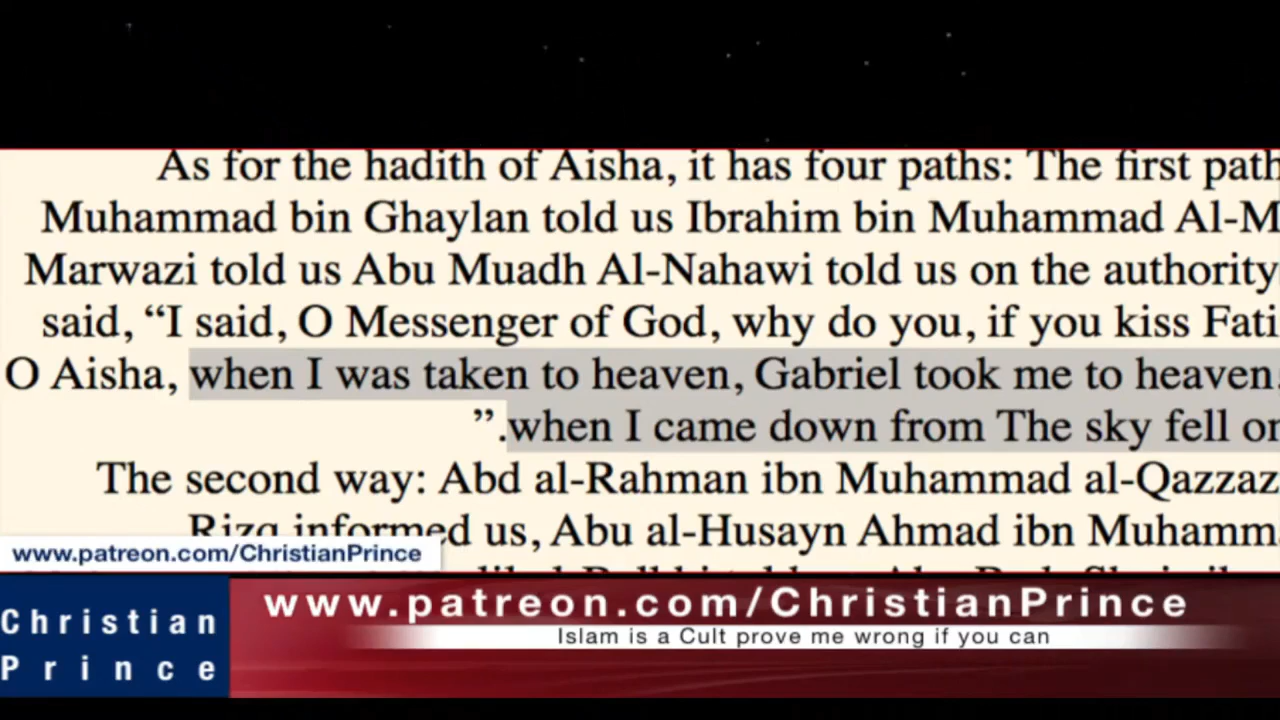 As for the hadith of Aisha, it has four paths: The first path
Muhammad bin Ghaylan told us Ibrahim bin Muhammad Al-M
Marwazi told us Abu Muadh Al-Nahawi told us on the authority
said, “I said, O Messenger of God, why do you, if you kiss Fati
O Aisha, when I was taken to heaven, Gabriel took me to heaven,
”.when I came down from The sky fell on
The second way: Abd al-Rahman ibn Muhammad al-Qazzaz
Rizq informed us, Abu al-Husayn Ahmad ibn Muhamm
www.patreon.com/ChristianPrince
www.patreon.com/ChristianPrince
Islam is a Cult prove me wrong if you can
Christian
Prince